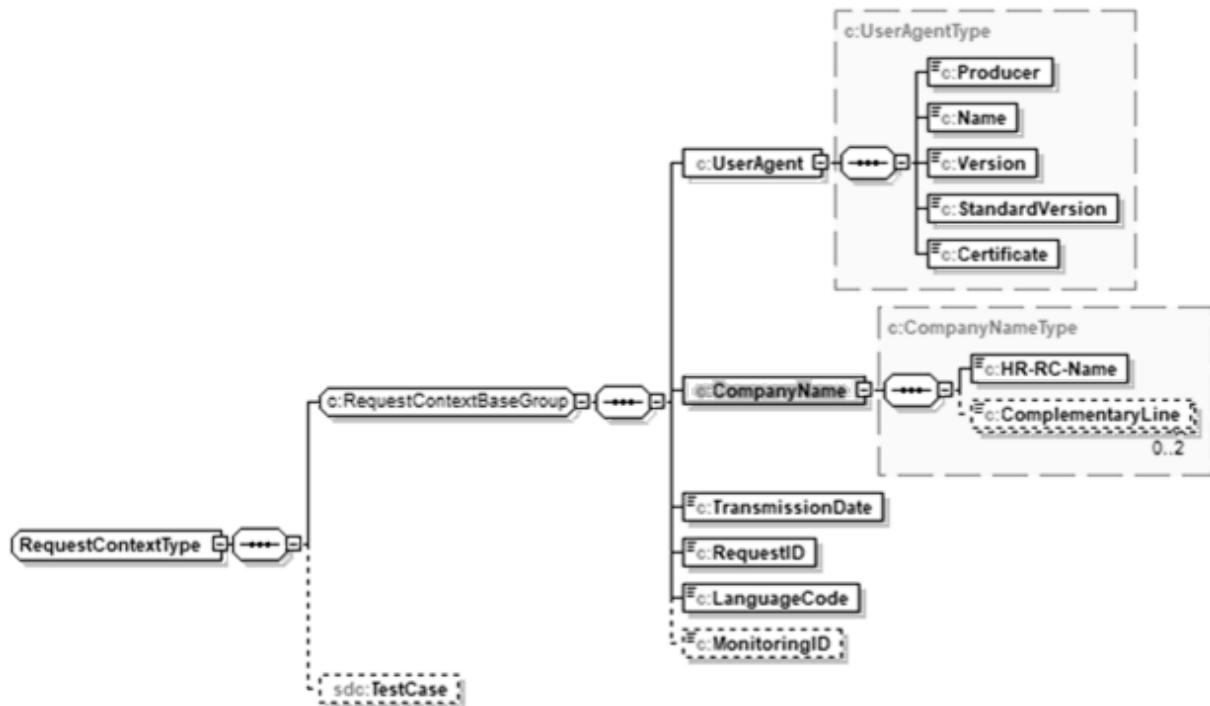 c:UserAgentType
c:Producer
c:Name
c:UserAgent
c:Version
c:StandardVersion
c:Certificate
c:CompanyNameType
c:HR-RC-Name
c:RequestContextBaseGroup
c:CompanyName
c:ComplementaryLine
0..2
c:TransmissionDate
RequestContextType
c:RequestID
c:LanguageCode
c:MonitoringID
sdc:TestCase